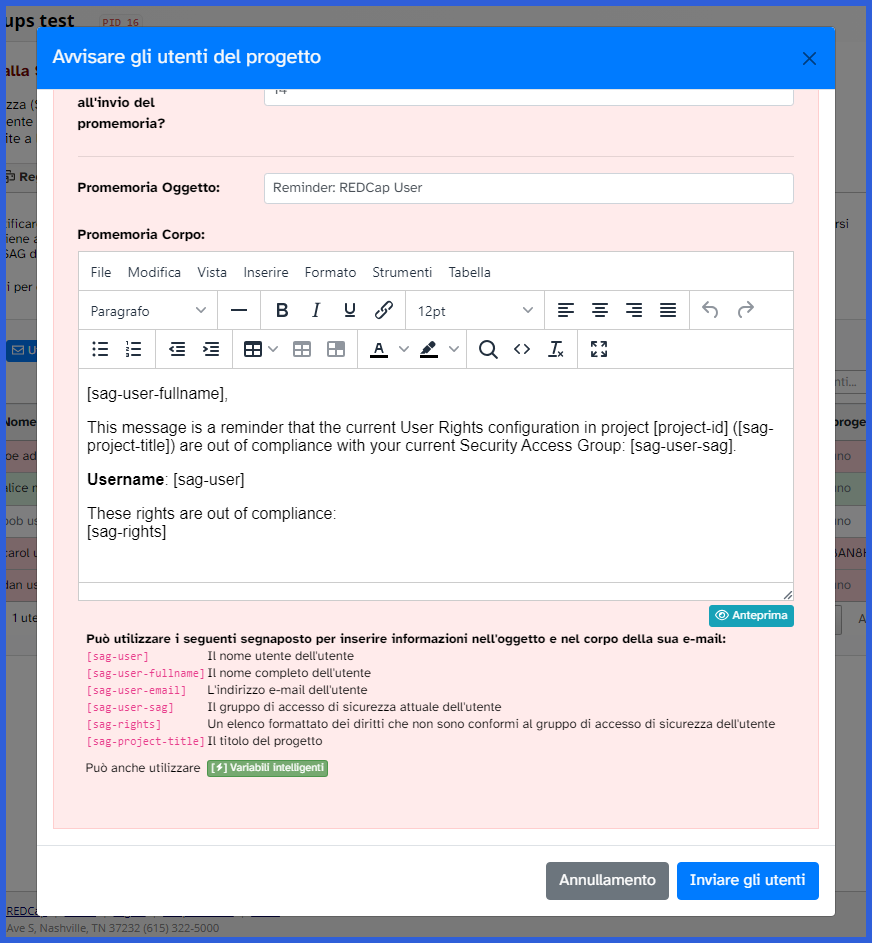 ups test PID 16
Avvisare gli utenti del progetto
alla
all'invio del
promemoria?
14
zza
ente
ite a
Promemoria Oggetto:
Reminder: REDCap User
Promemoria Corpo:
File Modifica Vista Inserire Formato Strumenti Tabella
Paragrafo B I U 12pt
A
[sag-user-fullname],
This message is a reminder that the current User Rights configuration in project [project-id] ([sag-
project-title]) are out of compliance with your current Security Access Group: [sag-user-sag].
Username: [sag-user]
These rights are out of compliance:
[sag-rights]
Anteprima
Può utilizzare i seguenti segnaposto per inserire informazioni nell'oggetto e nel corpo della sua e-mail:
[sag-user] Il nome utente dell'utente
[sag-user-fullname] Il nome completo dell'utente
[sag-user-email] L'indirizzo e-mail dell'utente
[sag-user-sag] Il gruppo di accesso di sicurezza attuale dell'utente
[sag-rights] Un elenco formattato dei diritti che non sono conformi al gruppo di accesso di sicurezza dell'utente
[sag-project-title] Il titolo del progetto
Può anche utilizzare [⚡] Variabili intelligenti
Annullamento Inviare gli utenti
Ave S, Nashville, TN 37232 (615) 322-5000